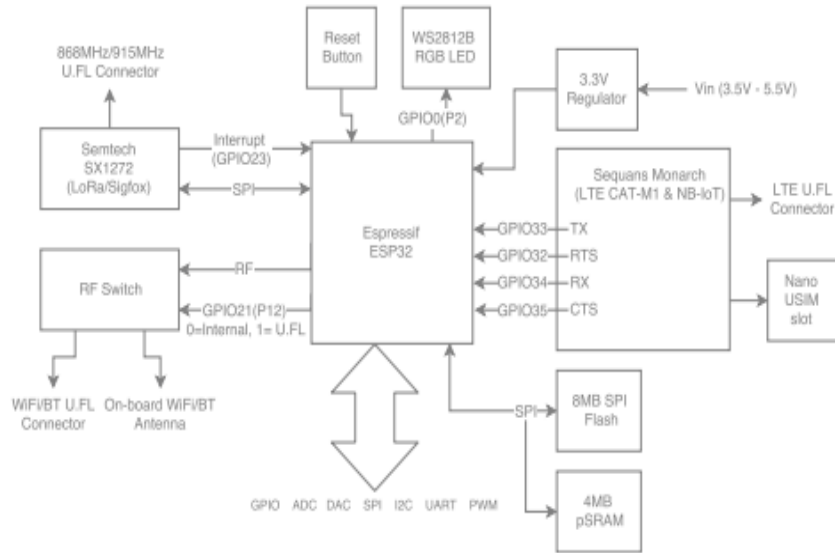 Reset
Button
WS2812B
RGB LED
868MHz/915MHz
U.FL Connector
3.3V
Regulator
Vin (3.5V - 5.5V)
GPIO0(P2)
Semtech
SX1272
(LoRa/Sigfox)
Interrupt
(GPIO23)
SPI
Espressif
ESP32
Sequans Monarch
(LTE CAT-M1 & NB-IoT)
LTE U.FL
Connector
GPIO33 TX
GPIO32 RTS
GPIO34 RX
GPIO35 CTS
RF Switch
RF
GPIO21(P12)
0=Internal, 1= U.FL
Nano
USIM
slot
WiFi/BT U.FL
Connector
On-board WiFi/BT
Antenna
SPI
8MB SPI
Flash
4MB
pSRAM
GPIO ADC DAC SPI I2C UART PWM